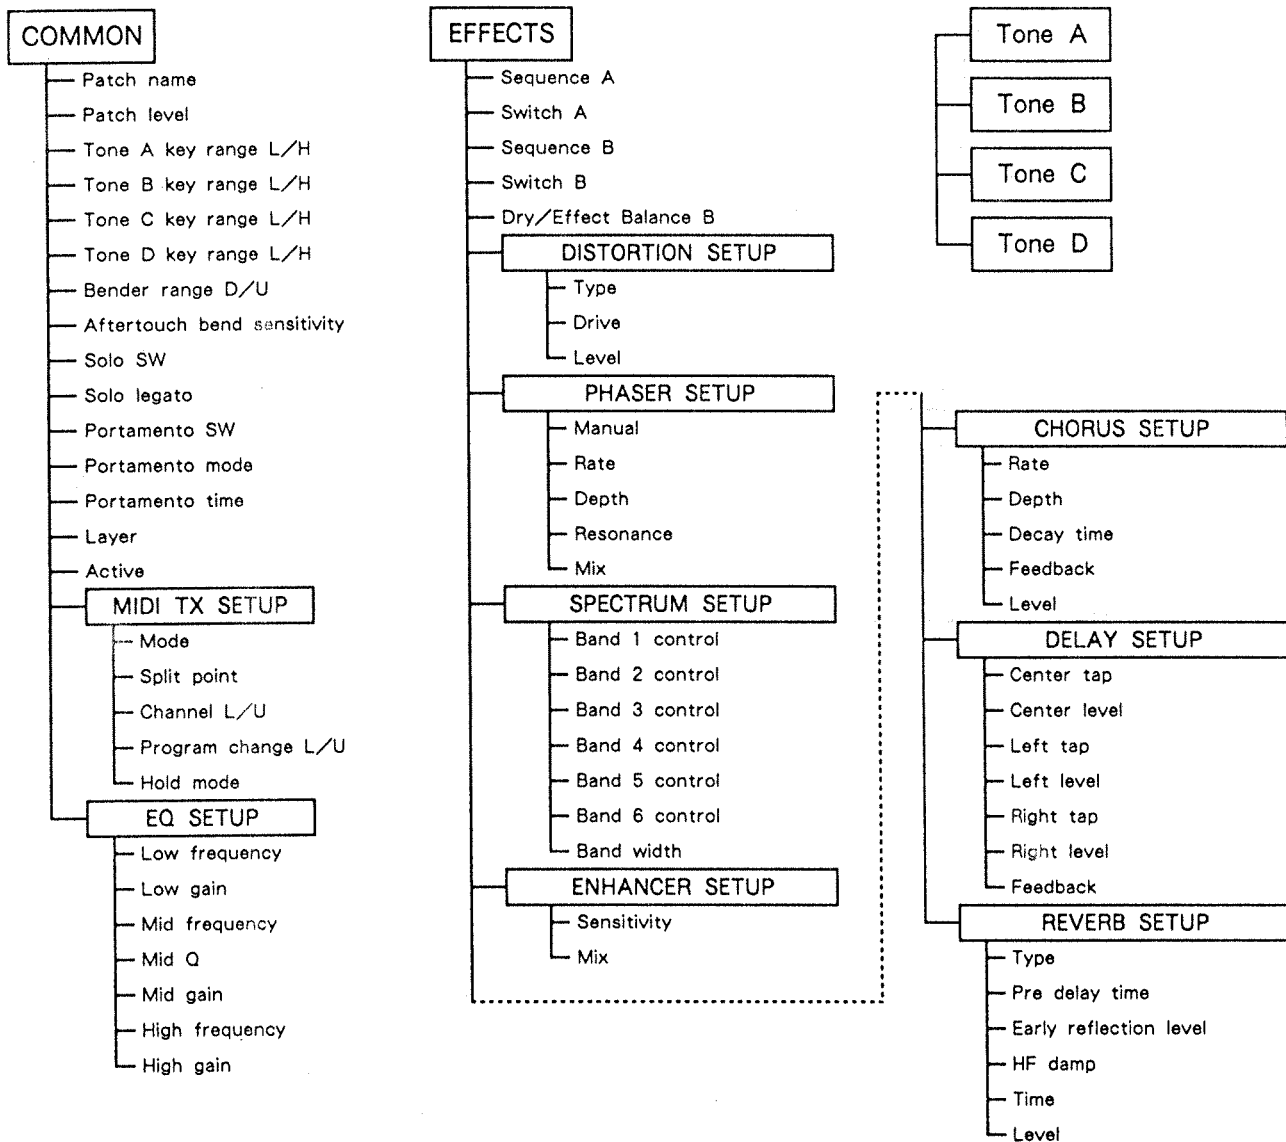 COMMON
Patch name
Patch level
Tone A key range L/H
Tone B key range L/H
Tone C key range L/H
Tone D key range L/H
Bender range D/U
Aftertouch bend sensitivity
Solo SW
Solo legato
Portamento SW
Portamento mode
Portamento time
Layer
Active
MIDI TX SETUP
Mode
Split point
Channel L/U
Program change L/U
Hold mode
EQ SETUP
Low frequency
Low gain
Mid frequency
Mid Q
Mid gain
High frequency
High gain
EFFECTS
Sequence A
Switch A
Sequence B
Switch B
Dry/Effect Balance B
DISTORTION SETUP
Type
Drive
Level
PHASER SETUP
Manual
Rate
Depth
Resonance
Mix
SPECTRUM SETUP
Band 1 control
Band 2 control
Band 3 control
Band 4 control
Band 5 control
Band 6 control
Band width
ENHANCER SETUP
Sensitivity
Mix
Tone A
Tone B
Tone C
Tone D
CHORUS SETUP
Rate
Depth
Decay time
Feedback
Level
DELAY SETUP
Center tap
Center level
Left tap
Left level
Right tap
Right level
Feedback
REVERB SETUP
Type
Pre delay time
Early reflection level
HF damp
Time
Level